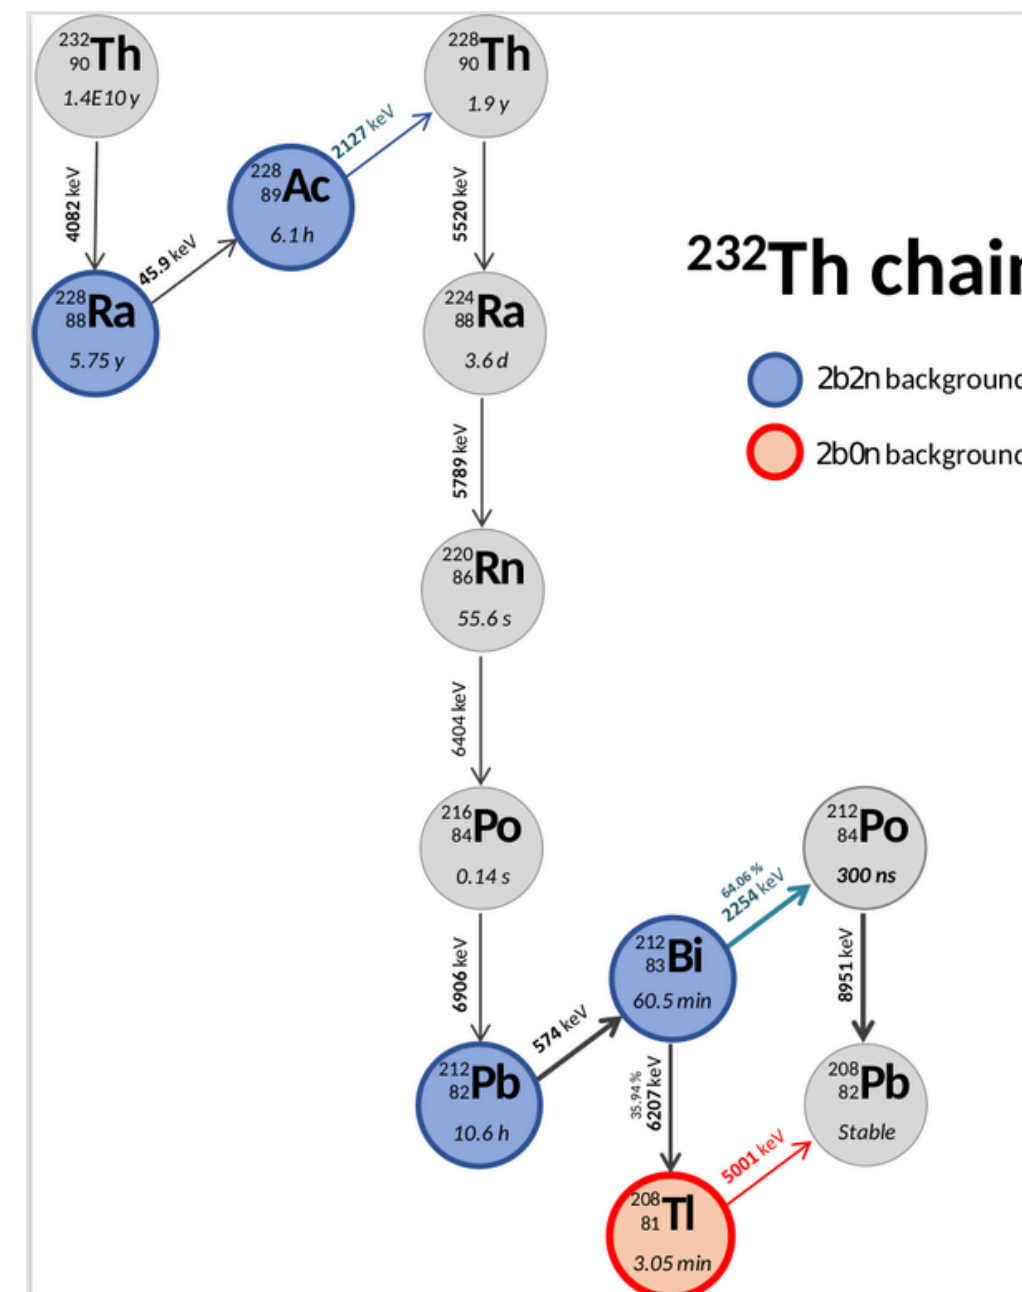 232
90 Th
1.4E10 y
228
90 Th
1.9 y
4082 keV
2127 keV
228
89 Ac
6.1 h
5520 keV
45.9 keV
228
88 Ra
5.75 y
224
88 Ra
3.6 d
232Th chain
2b2n background
2b0n background
5789 keV
220
86 Rn
55.6 s
6404 keV
216
84 Po
0.14 s
212
84 Po
300 ns
64.06 %
2254 keV
212
83 Bi
60.5 min
6906 keV
574 keV
8951 keV
212
82 Pb
10.6 h
35.94 %
6207 keV
208
82 Pb
Stable
5001 keV
208
81 Tl
3.05 min